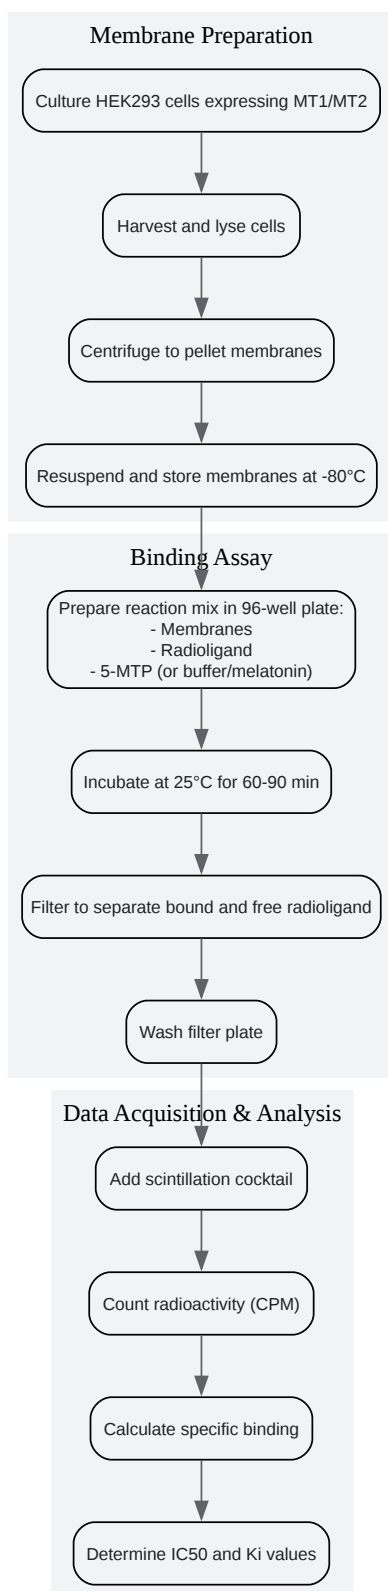 Membrane Preparation
Culture HEK293 cells expressing MT1/MT2
Harvest and lyse cells
Centrifuge to pellet membranes
Resuspend and store membranes at -80°C
Binding Assay
Prepare reaction mix in 96-well plate:
- Membranes
- Radioligand
- 5-MTP (or buffer/melatonin)
Incubate at 25°C for 60-90 min
Filter to separate bound and free radioligand
Wash filter plate
Data Acquisition & Analysis
Add scintillation cocktail
Count radioactivity (CPM)
Calculate specific binding
Determine IC50 and Ki values